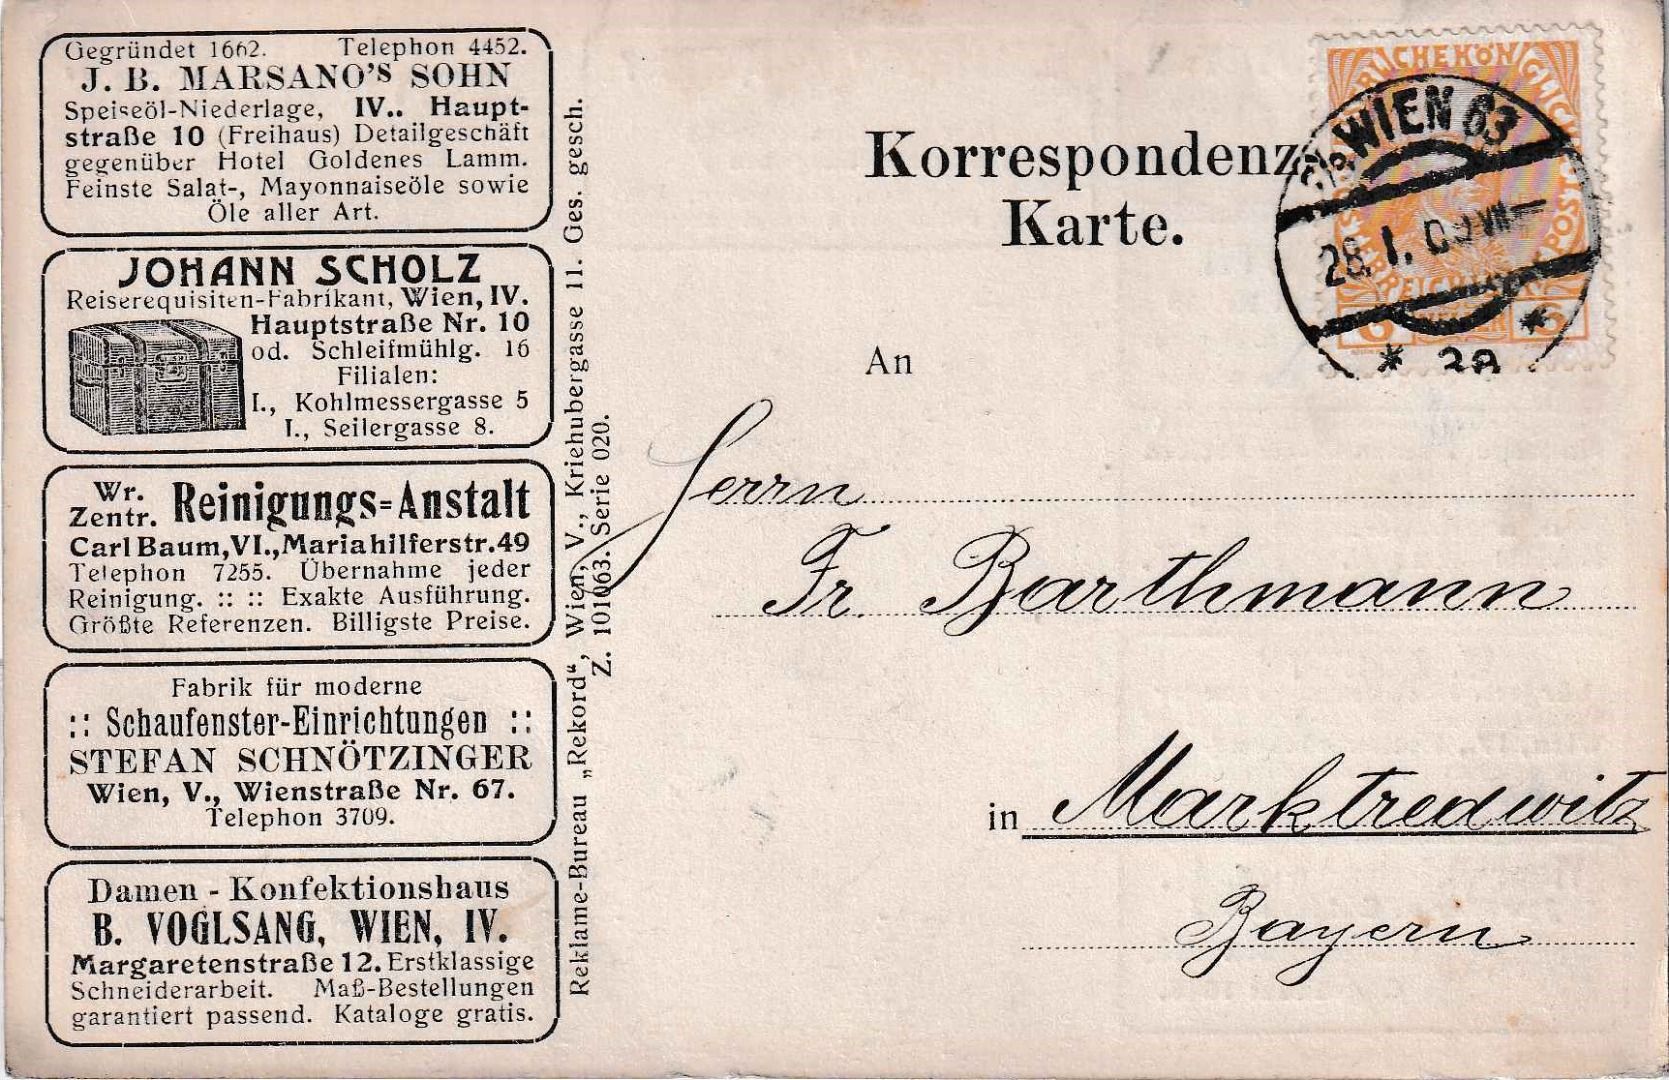 Gegründet 1662. Telephon 4452.
J. B. MARSANO'S SOHN
Speiseöl-Niederlage, IV.. Haupt-
straße 10 (Freihaus) Detailgeschäft
gegenüber Hotel Goldenes Lamm.
Feinste Salat-, Mayonnaiseöle sowie
Öle aller Art.
JOHANN SCHOLZ
Reiserequisiten-Fabrikant, Wien, IV.
Hauptstraße Nr. 10
od. Schleifmühlg. 16
Filialen:
I., Kohlmessergasse 5
I., Seilergasse 8.
Wr. Zentr. Reinigungs=Anstalt
Carl Baum, VI., Mariahilferstr. 49
Telephon 7255. Übernahme jeder
Reinigung. :: :: Exakte Ausführung.
Größte Referenzen. Billigste Preise.
Fabrik für moderne
:: Schaufenster-Einrichtungen ::
STEFAN SCHNÖTZINGER
Wien, V., Wienstraße Nr. 67.
Telephon 3709.
Damen - Konfektionshaus
B. VOGLSANG, WIEN, IV.
Margaretenstraße 12. Erstklassige
Schneiderarbeit. Maß-Bestellungen
garantiert passend. Kataloge gratis.
Reklame-Bureau „Rekord", Wien, V., Kriehubergasse 11. Ges. gesch.
Z. 101063. Serie 020.
Korrespondenz
Karte.
WIEN 63
28. I. 09 VII
* 3a *
An
Herrn
Fr. Barthmann
in Marktredwitz
Bayern